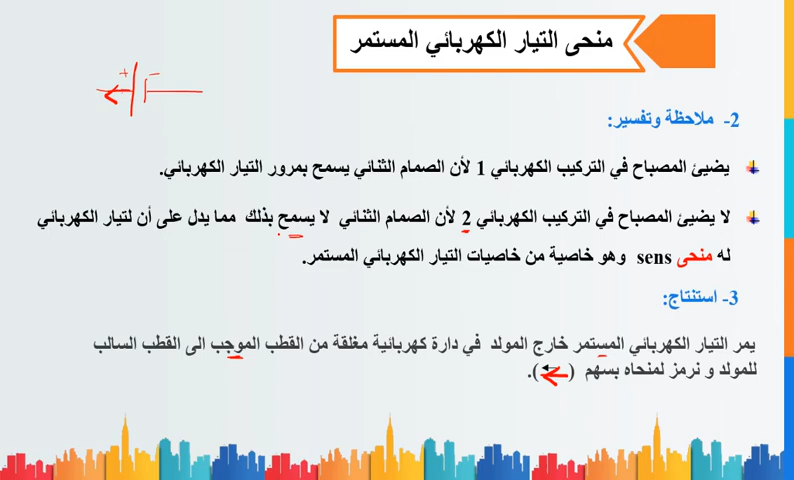 منحى التيار الكهربائي المستمر
+ −
2- ملاحظة وتفسير:
يضيئ المصباح في التركيب الكهربائي 1 لأن الصمام الثنائي يسمح بمرور التيار الكهربائي.
لا يضيئ المصباح في التركيب الكهربائي 2 لأن الصمام الثنائي لا يسمح بذلك مما يدل على أن لتيار الكهربائي
له منحى sens وهو خاصية من خاصيات التيار الكهربائي المستمر.
3- استنتاج:
يمر التيار الكهربائي المستمر خارج المولد في دارة كهربائية مغلقة من القطب الموجب الى القطب السالب
للمولد و نرمز لمنحاه بسهم (←).